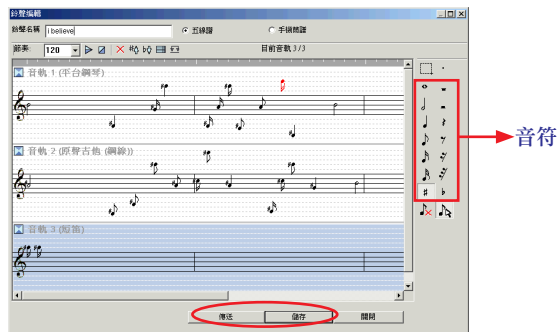 鈴聲編輯
鈴聲名稱 i believe 五線譜 手機簡譜
節奏: 120 目前音軌 3 / 3
音軌 1 (平台鋼琴)
音符
音軌 2 (原聲吉他 (鋼線))
音軌 3 (短笛)
傳送 儲存 關閉